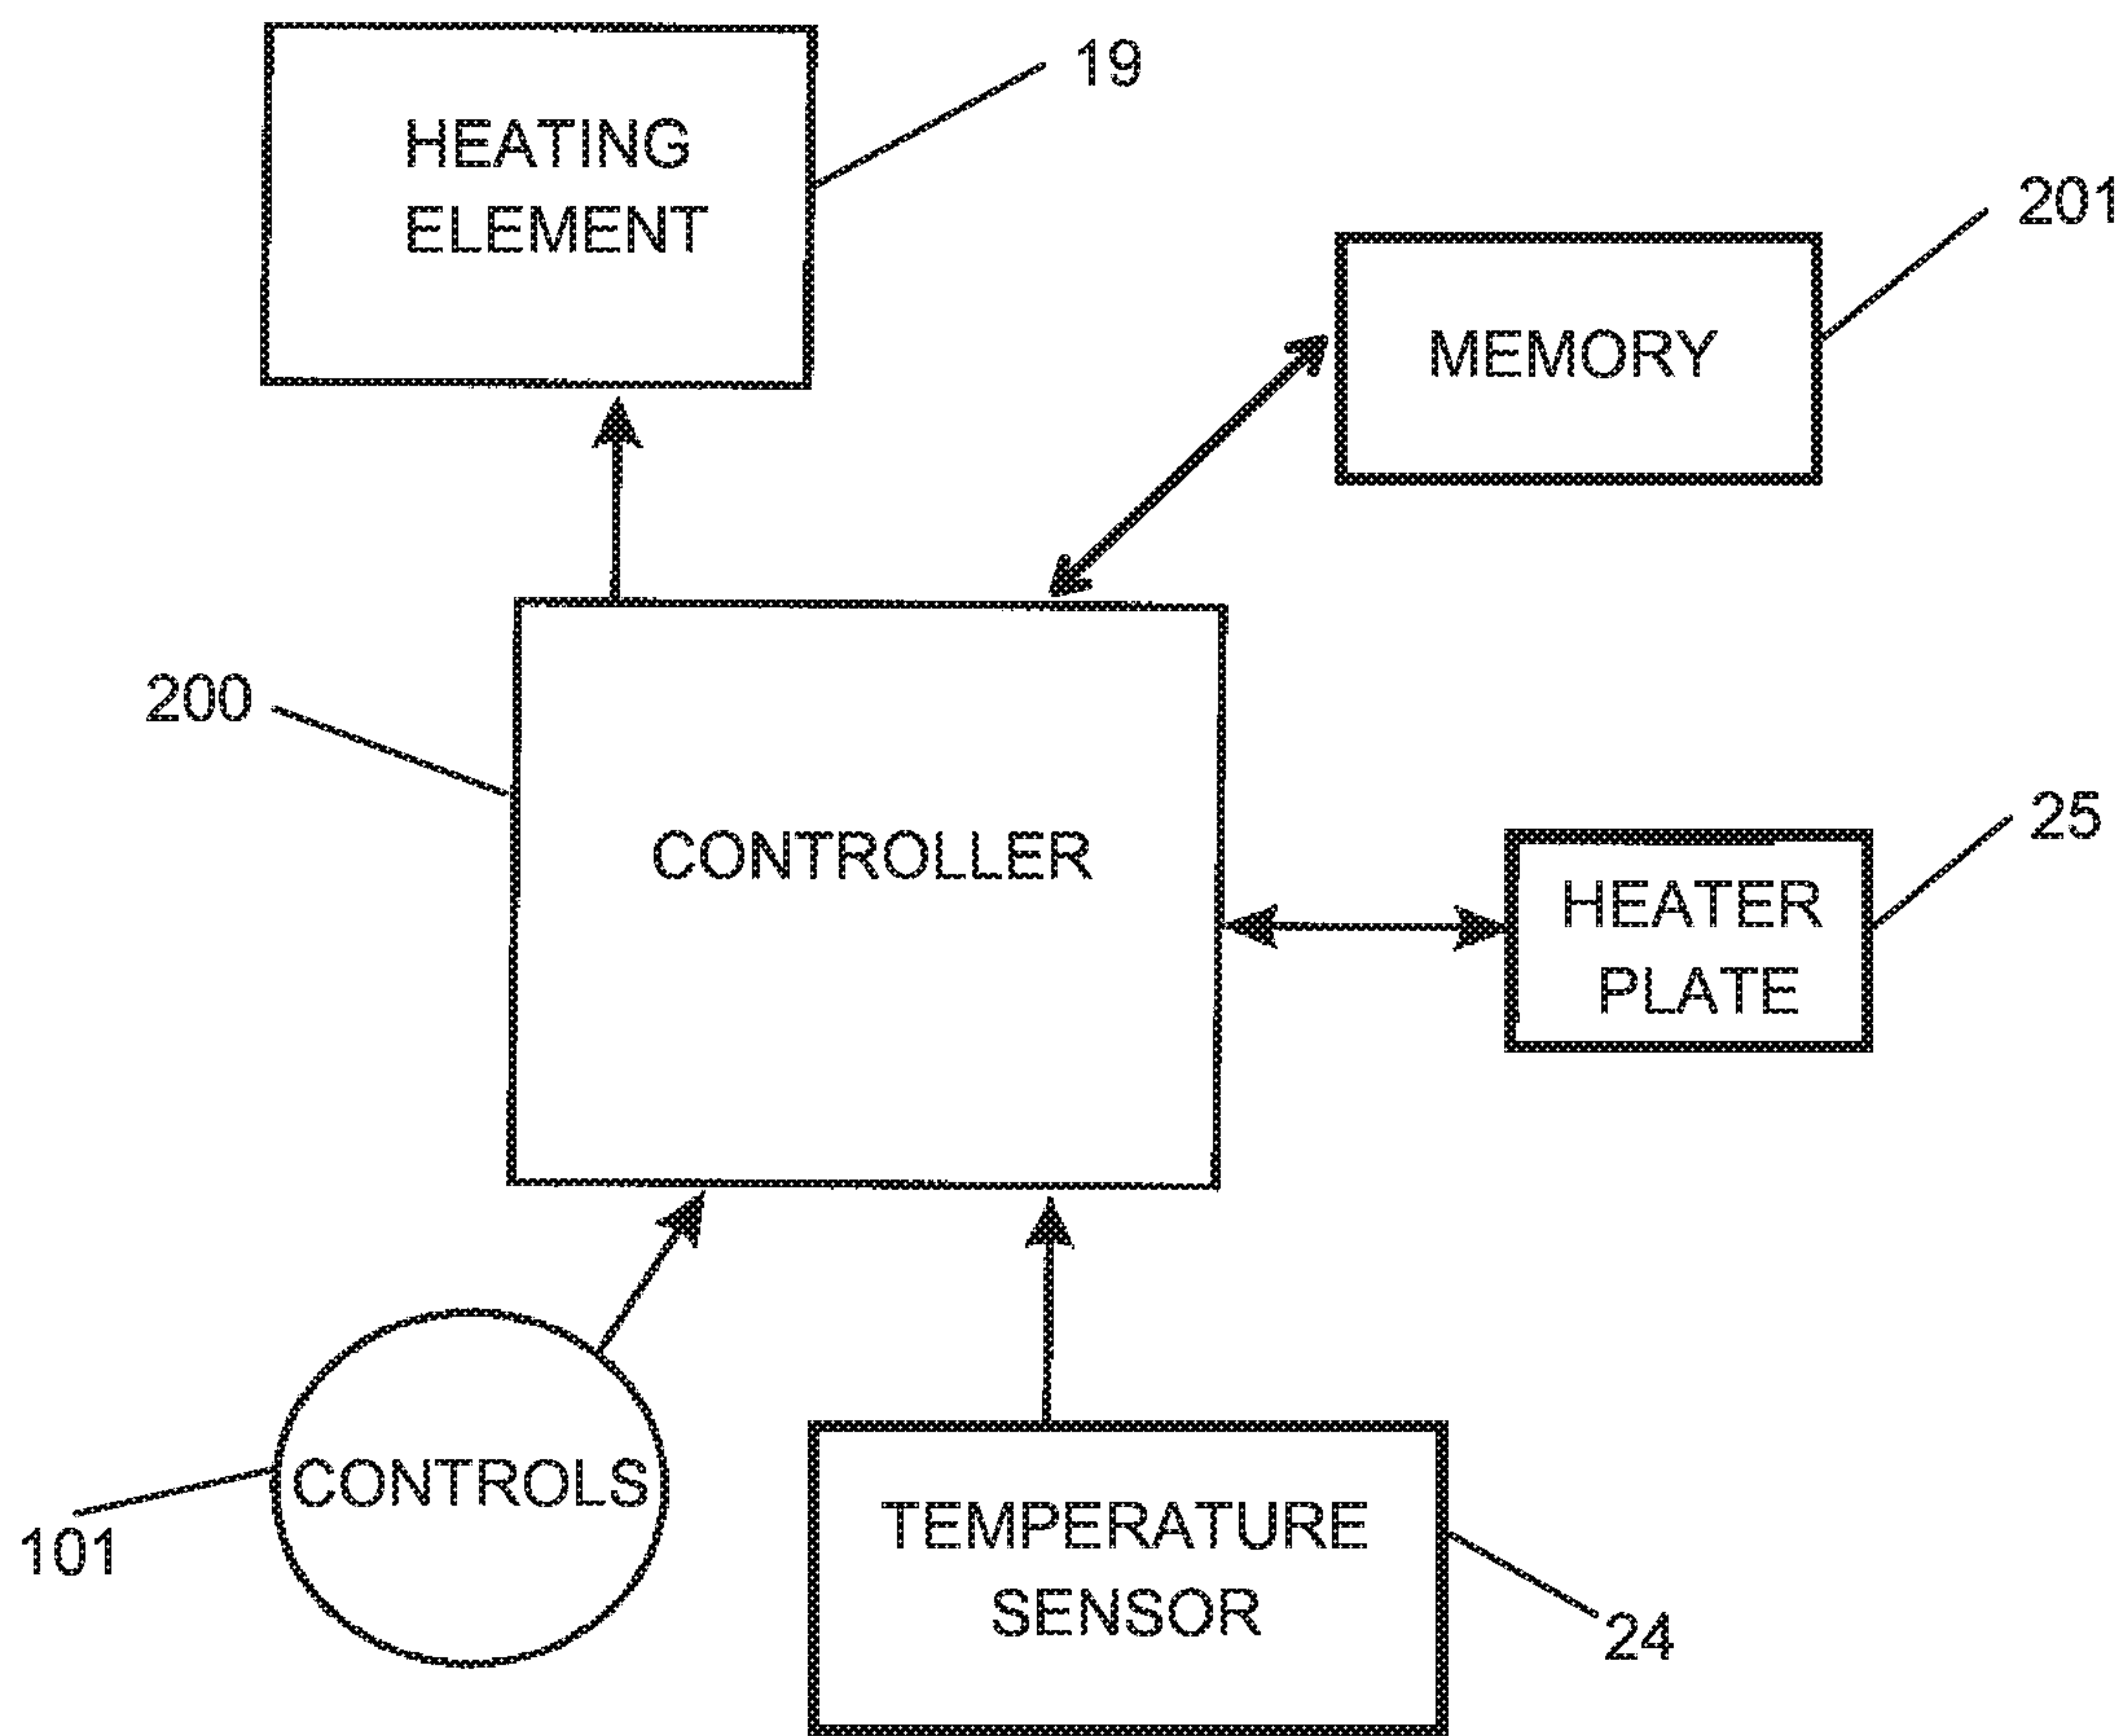 HEATING
ELEMENT
19
MEMORY
201
200
CONTROLLER
HEATER
PLATE
25
CONTROLS
101
TEMPERATURE
SENSOR
24